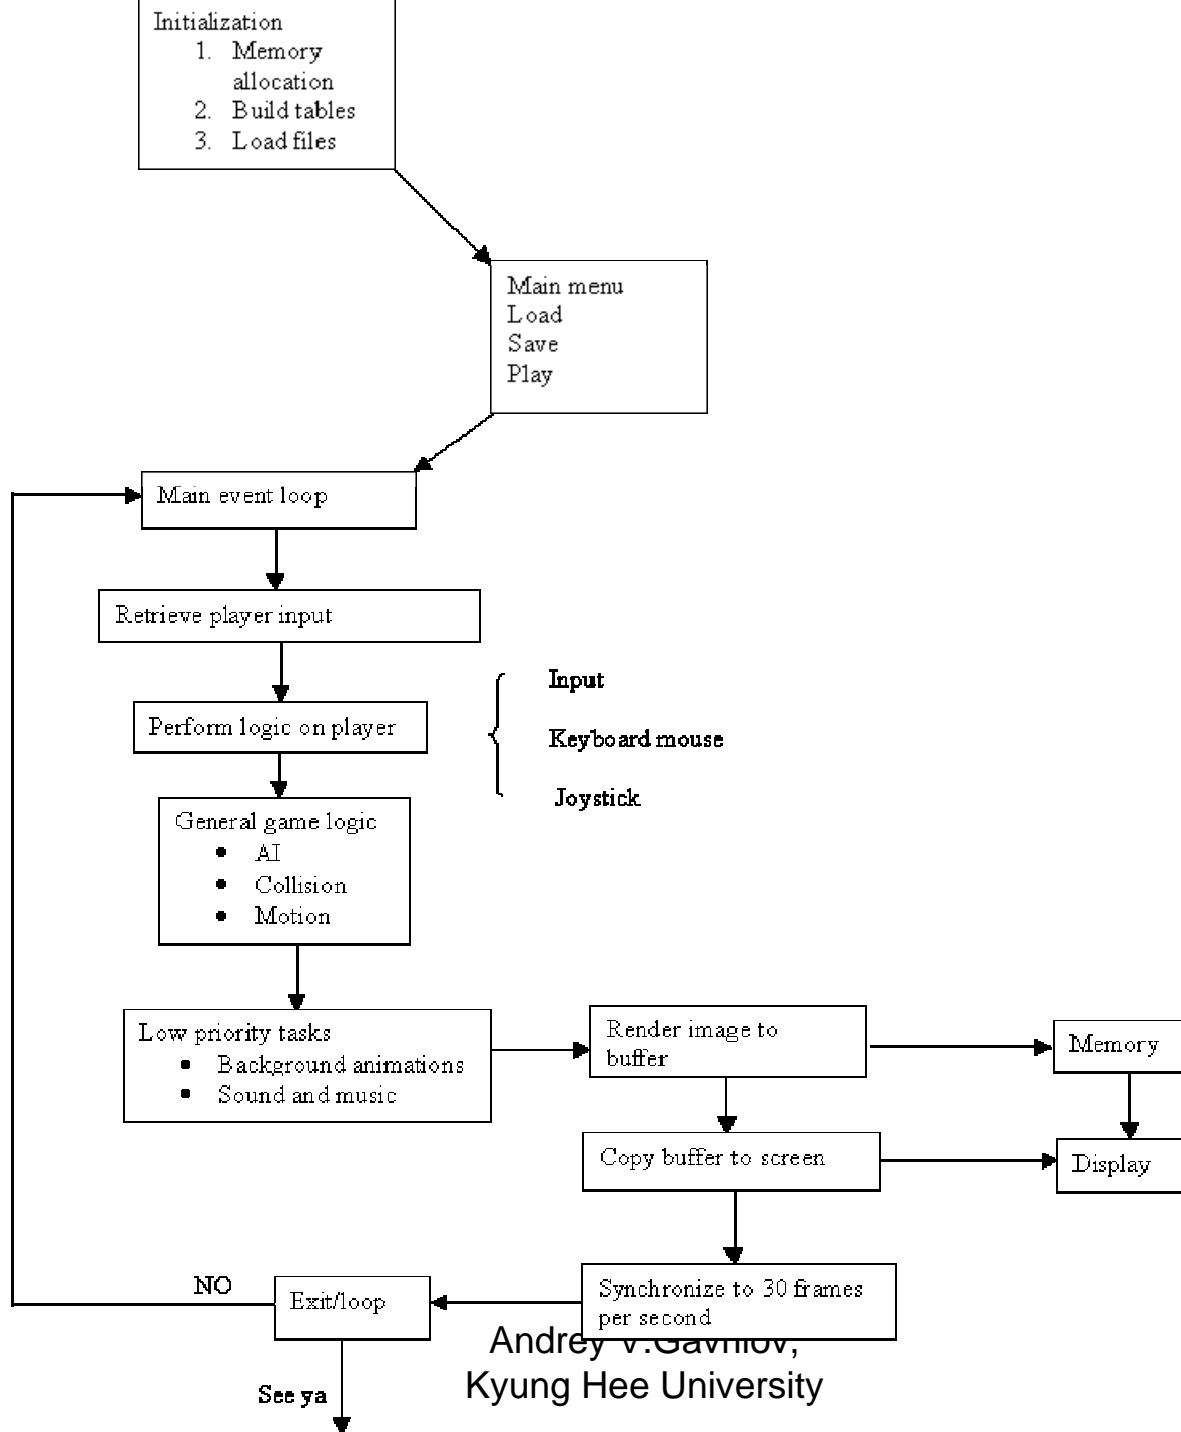 Initialization
1. Memory
allocation
2. Build tables
3. Load files
Main menu
Load
Save
Play
Main event loop
Retrieve player input
Perform logic on player
Input
Keyboard mouse
Joystick
General game logic
• AI
• Collision
• Motion
Low priority tasks
• Background animations
• Sound and music
Render image to
buffer
Memory
Copy buffer to screen
Display
Synchronize to 30 frames
per second
NO
Exit/loop
See ya
Andrey V.
Kyung Hee University